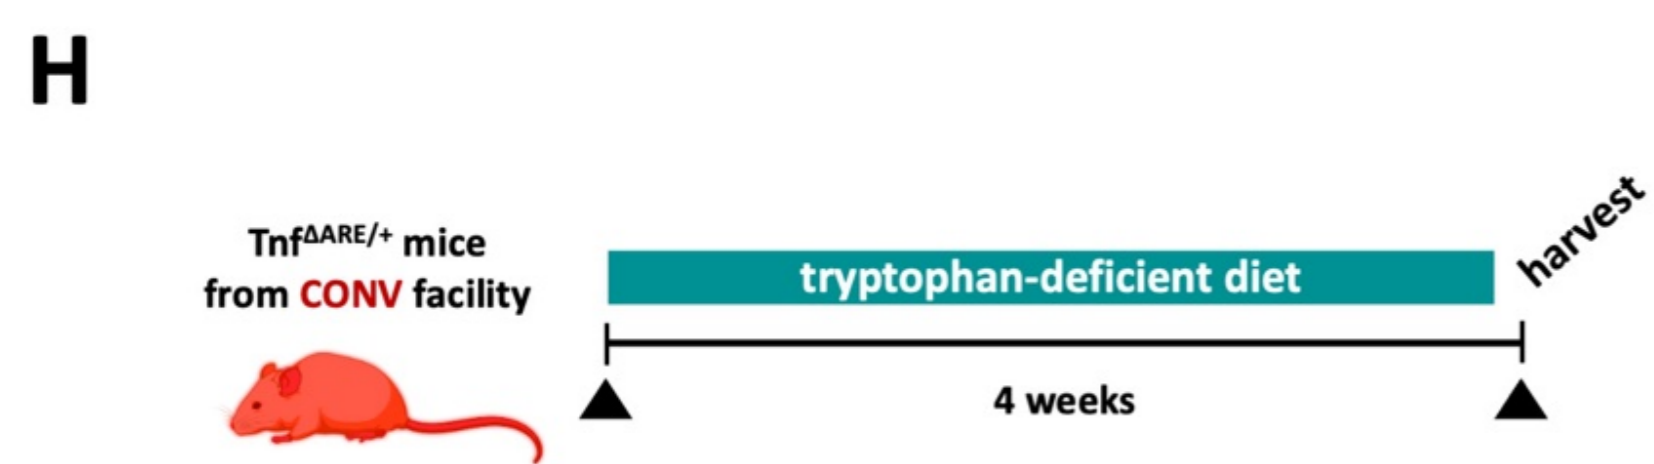 H
Tnf^ΔARE/+ mice
from CONV facility
tryptophan-deficient diet
harvest
4 weeks